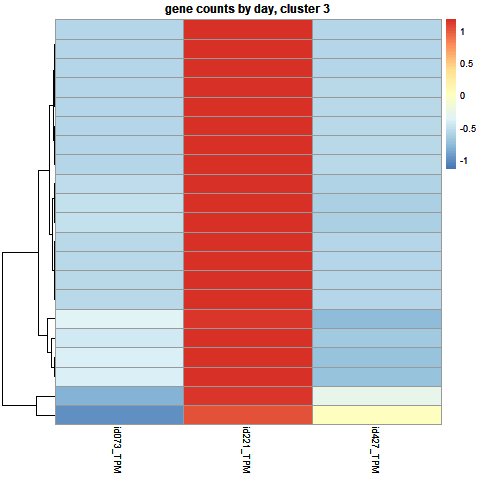 gene counts by day, cluster 3
1
0.5
0
-0.5
-1
id073_TPM
id221_TPM
id427_TPM